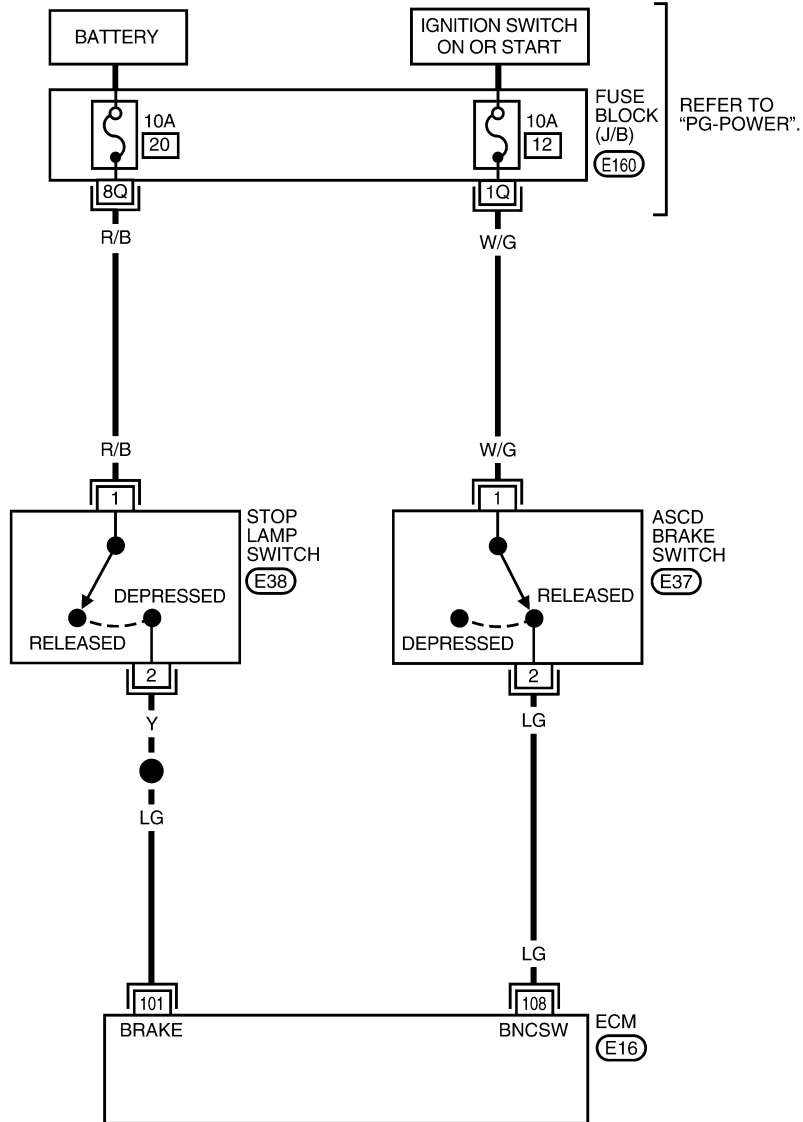 BATTERY
IGNITION SWITCH
ON OR START
10A
20
10A
12
FUSE
BLOCK
(J/B)
E160
REFER TO
“PG-POWER”.
8Q
1Q
R/B
W/G
R/B
W/G
1
1
STOP
LAMP
SWITCH
E38
DEPRESSED
RELEASED
ASCD
BRAKE
SWITCH
E37
RELEASED
DEPRESSED
2
2
Y
LG
LG
LG
101
108
BRAKE
BNCSW
ECM
E16